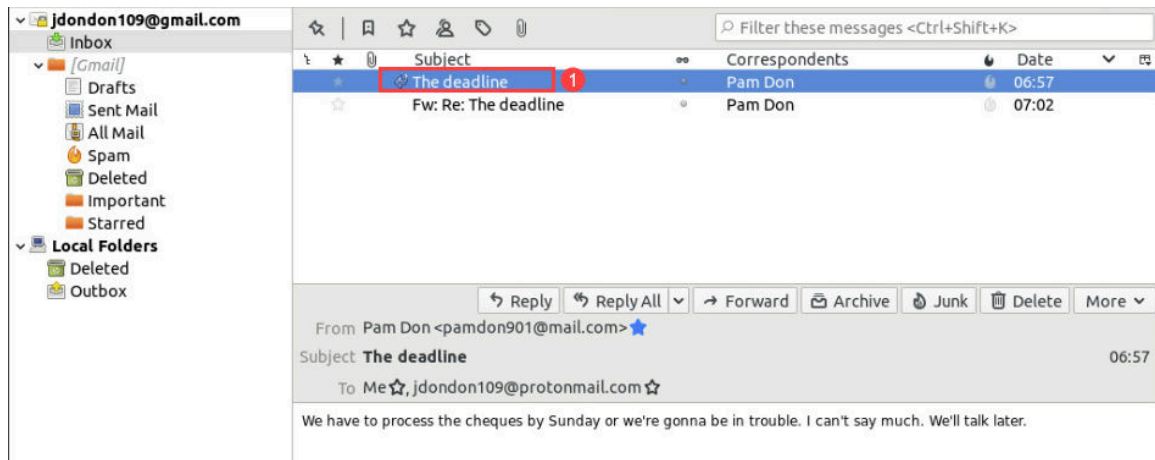 jdondon109@gmail.com
Inbox
[Gmail]
Drafts
Sent Mail
All Mail
Spam
Deleted
Important
Starred
Local Folders
Deleted
Outbox
Filter these messages <Ctrl+Shift+K>
Subject Correspondents Date
The deadline 1 Pam Don 06:57
Fw: Re: The deadline Pam Don 07:02
Reply Reply All Forward Archive Junk Delete More
From Pam Don <pamdon901@mail.com>
Subject The deadline 06:57
To Me, jdondon109@protonmail.com
We have to process the cheques by Sunday or we're gonna be in trouble. I can't say much. We'll talk later.